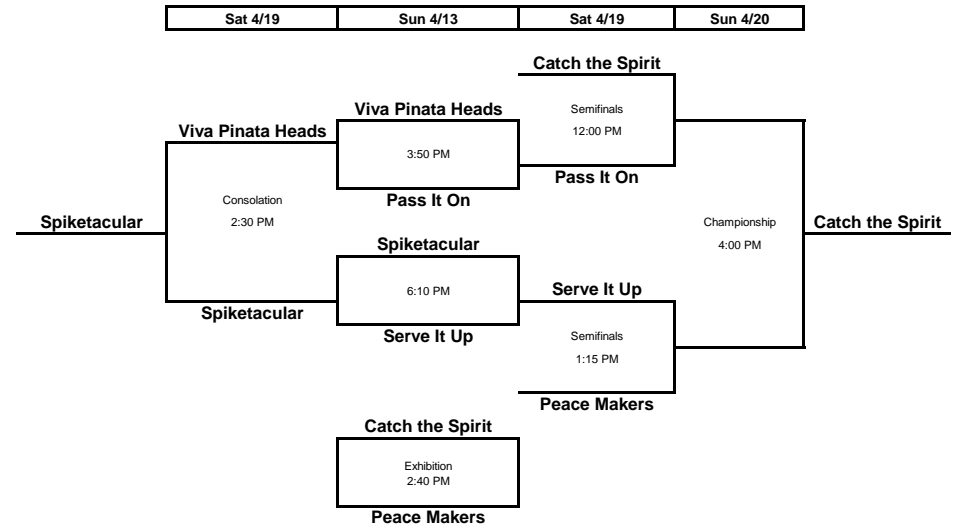 Sat 4/19 Sun 4/13 Sat 4/19 Sun 4/20
Catch the Spirit
Semifinals
12:00 PM
Viva Pinata Heads
Viva Pinata Heads
3:50 PM
Pass It On
Pass It On
Consolation
2:30 PM
Spiketacular
Championship
4:00 PM
Catch the Spirit
Spiketacular
6:10 PM
Serve It Up
Spiketacular
Serve It Up
Semifinals
1:15 PM
Peace Makers
Catch the Spirit
Exhibition
2:40 PM
Peace Makers